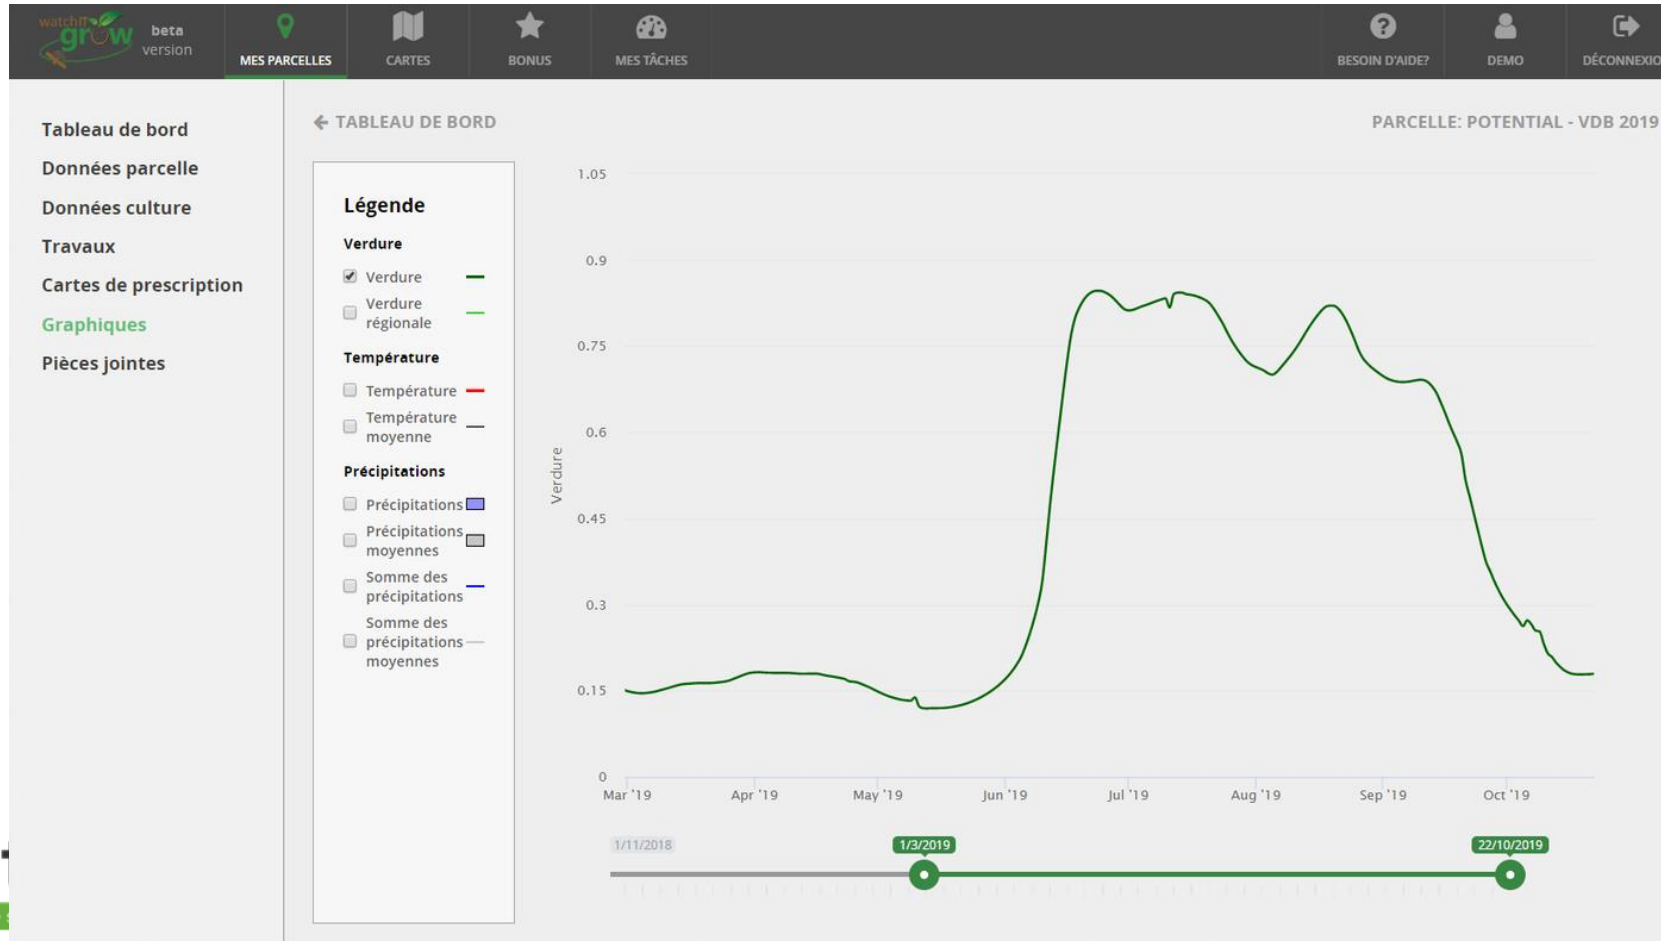 watchITgrow
beta
version
MES PARCELLES
CARTES
BONUS
MES TÂCHES
BESOIN D'AIDE?
DEMO
DÉCONNEXIO
Tableau de bord
Données parcelle
Données culture
Travaux
Cartes de prescription
Graphiques
Pièces jointes
TABLEAU DE BORD
PARCELLE: POTENTIAL - VDB 2019
Légende
Verdure
Verdure
Verdure
régionale
Température
Température
Température
moyenne
Précipitations
Précipitations
Précipitations
moyennes
Somme des
précipitations
Somme des
précipitations
moyennes
Verdure
1.05
0.9
0.75
0.6
0.45
0.3
0.15
0
Mar '19
Apr '19
May '19
Jun '19
Jul '19
Aug '19
Sep '19
Oct '19
1/11/2018
1/3/2019
22/10/2019